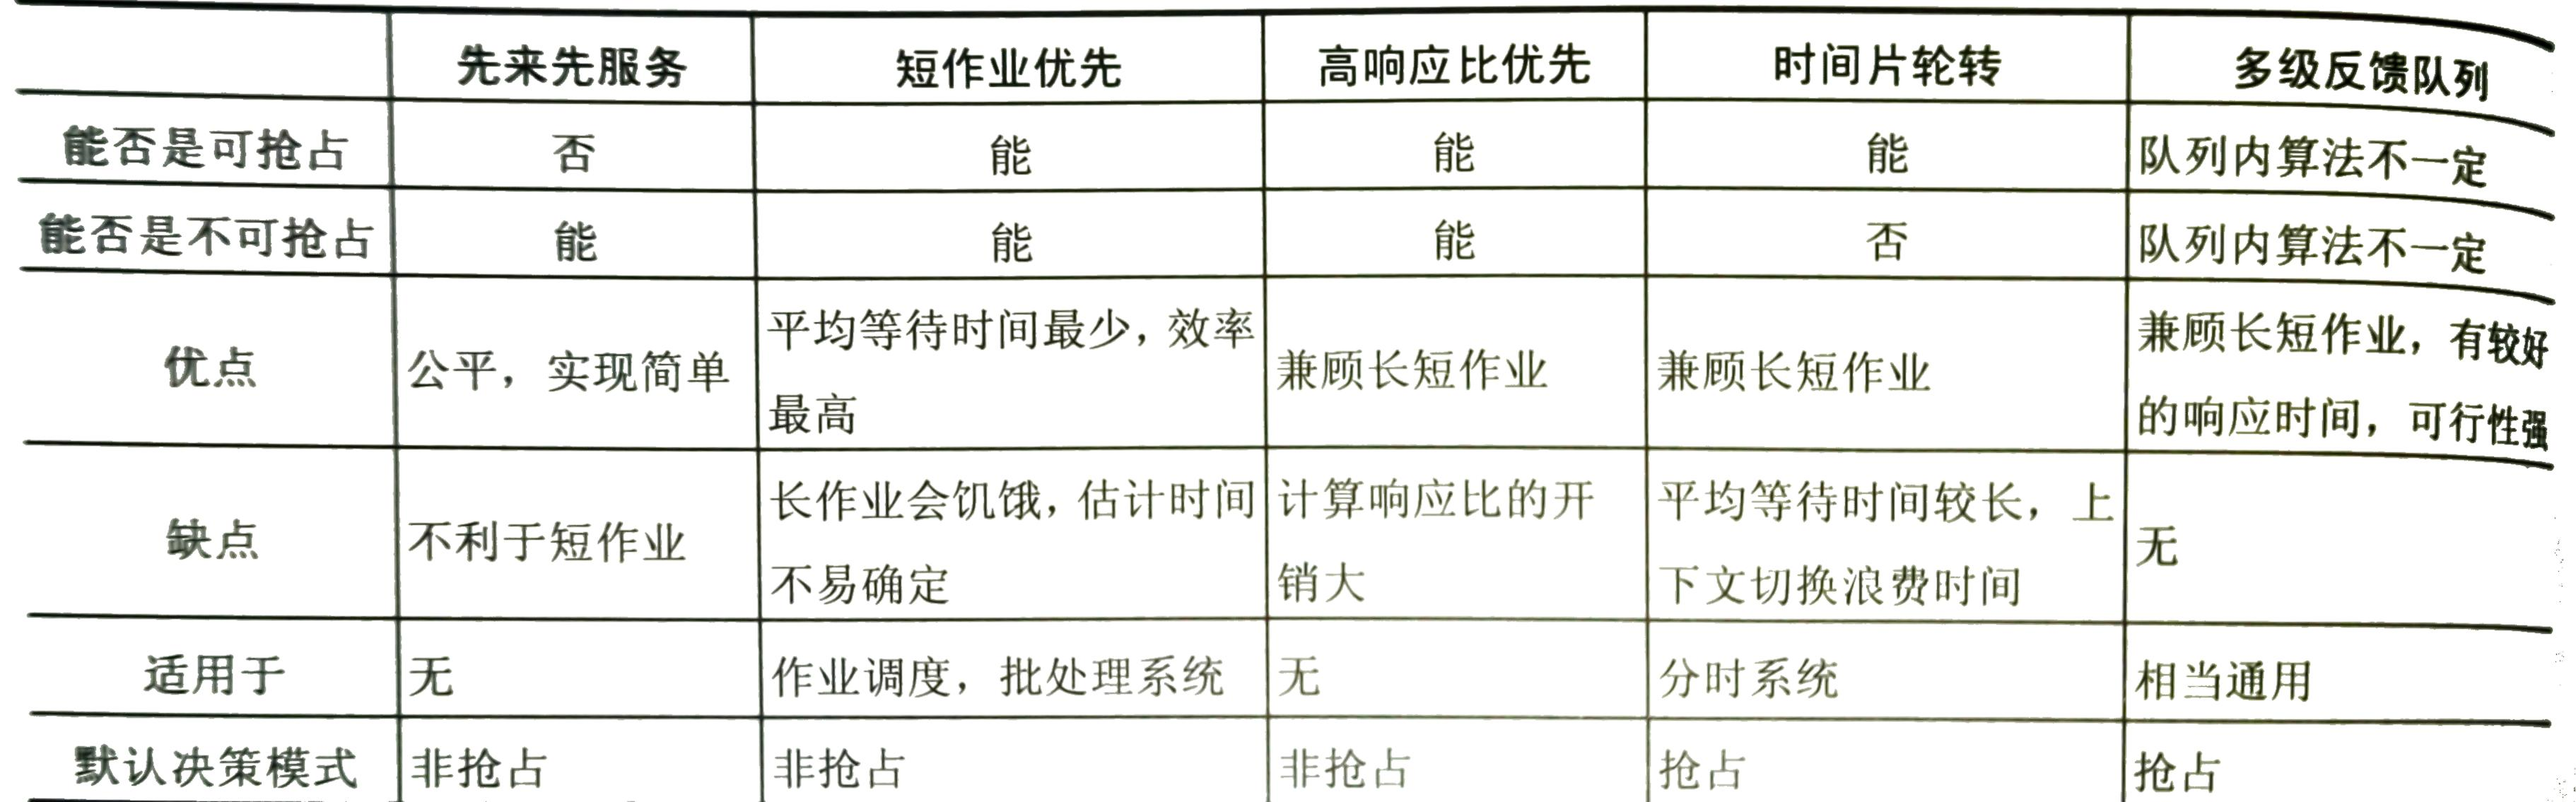 先来先服务 短作业优先 高响应比优先 时间片轮转 多级反馈队列
能否是可抢占 否 能 能 能 队列内算法不一定
能否是不可抢占 能 能 能 否 队列内算法不一定
优点 公平，实现简单 平均等待时间最少，效率最高 兼顾长短作业 兼顾长短作业 兼顾长短作业，有较好的响应时间，可行性强
缺点 不利于短作业 长作业会饥饿，估计时间不易确定 计算响应比的开销大 平均等待时间较长，上下文切换浪费时间 无
适用于 无 作业调度，批处理系统 无 分时系统 相当通用
默认决策模式 非抢占 非抢占 非抢占 抢占 抢占